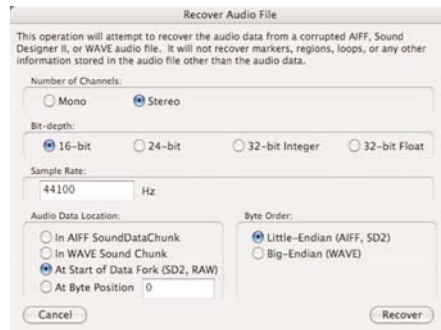 Recover Audio File
This operation will attempt to recover the audio data from a corrupted AIFF, Sound
Designer II, or WAVE audio file. It will not recover markers, regions, loops, or any other
information stored in the audio file other than the audio data.
Number of Channels:
Mono Stereo
Bit-depth:
16-bit 24-bit 32-bit Integer 32-bit Float
Sample Rate:
44100 Hz
Audio Data Location: Byte Order:
In AIFF SoundDataChunk Little-Endian (AIFF, SD2)
In WAVE Sound Chunk Big-Endian (WAVE)
At Start of Data Fork (SD2, RAW)
At Byte Position 0
Cancel Recover